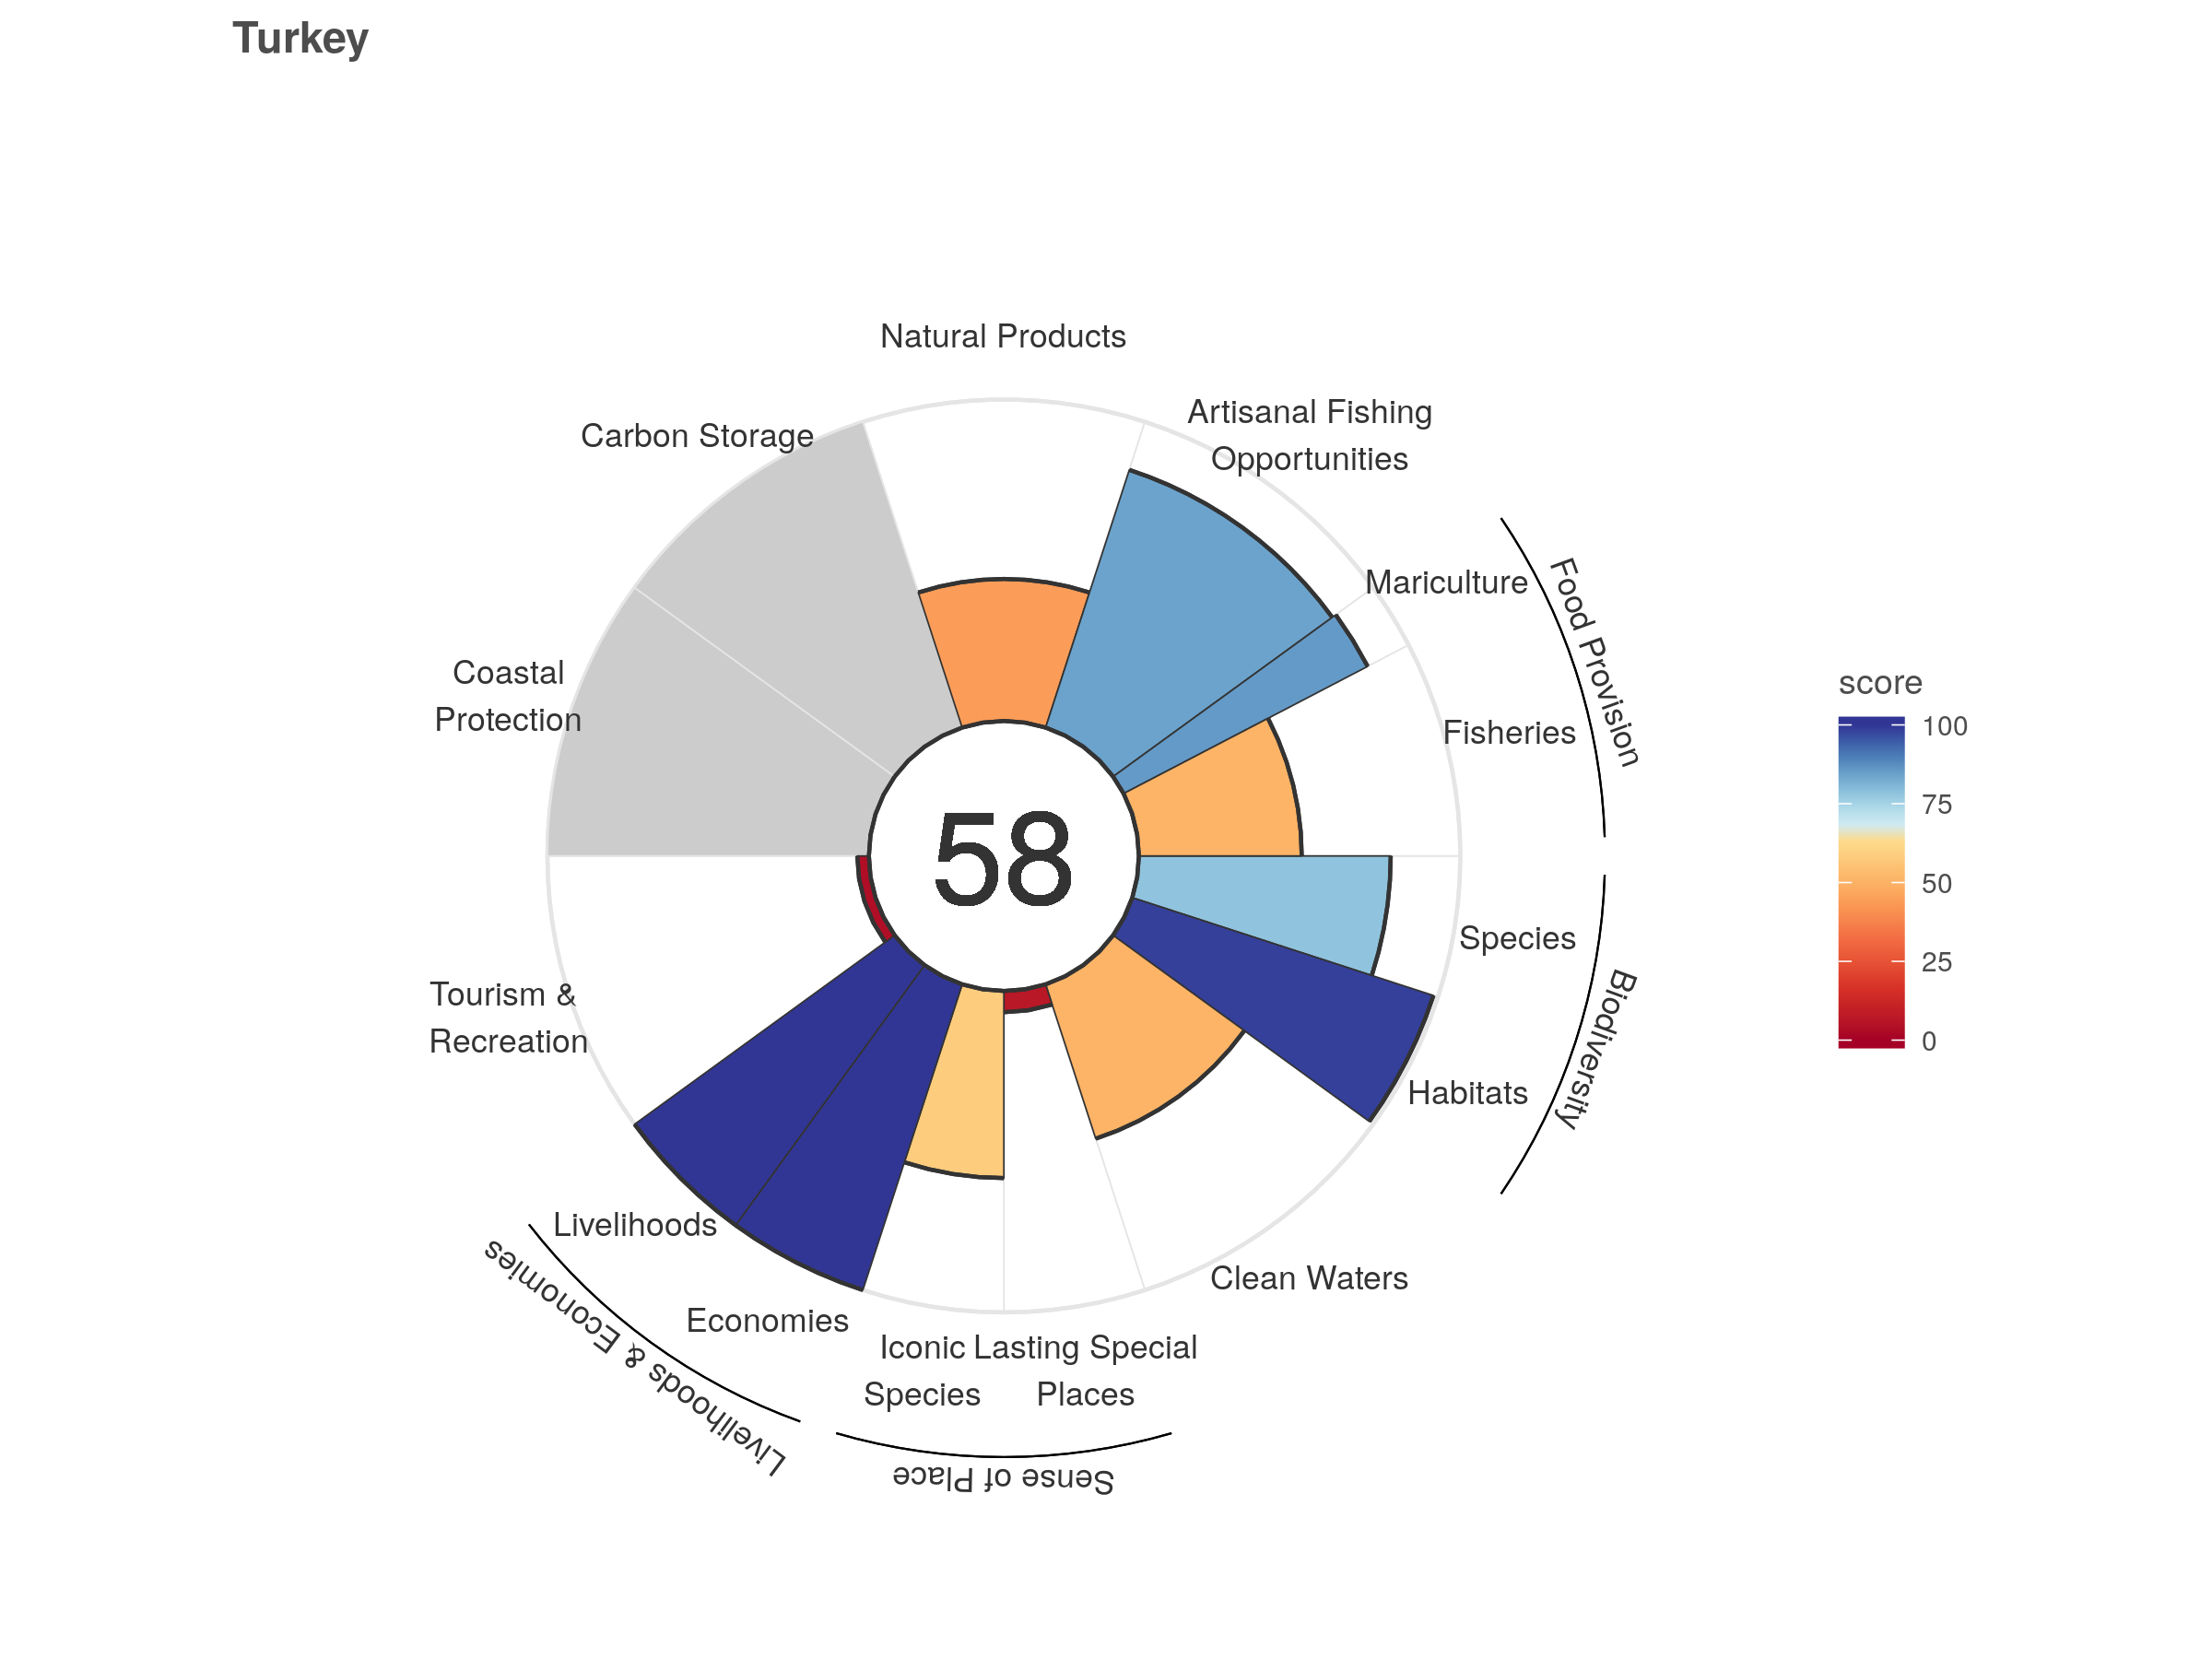 Turkey
Natural Products
Artisanal Fishing
Opportunities
Carbon Storage
Mariculture
Food Provision
Coastal
Protection
Fisheries
58
Species
Biodiversity
Tourism &
Recreation
Habitats
Livelihoods
Clean Waters
Economies
Livelihoods & Economies
Iconic
Species
Lasting Special
Places
Sense of Place
score
100
75
50
25
0